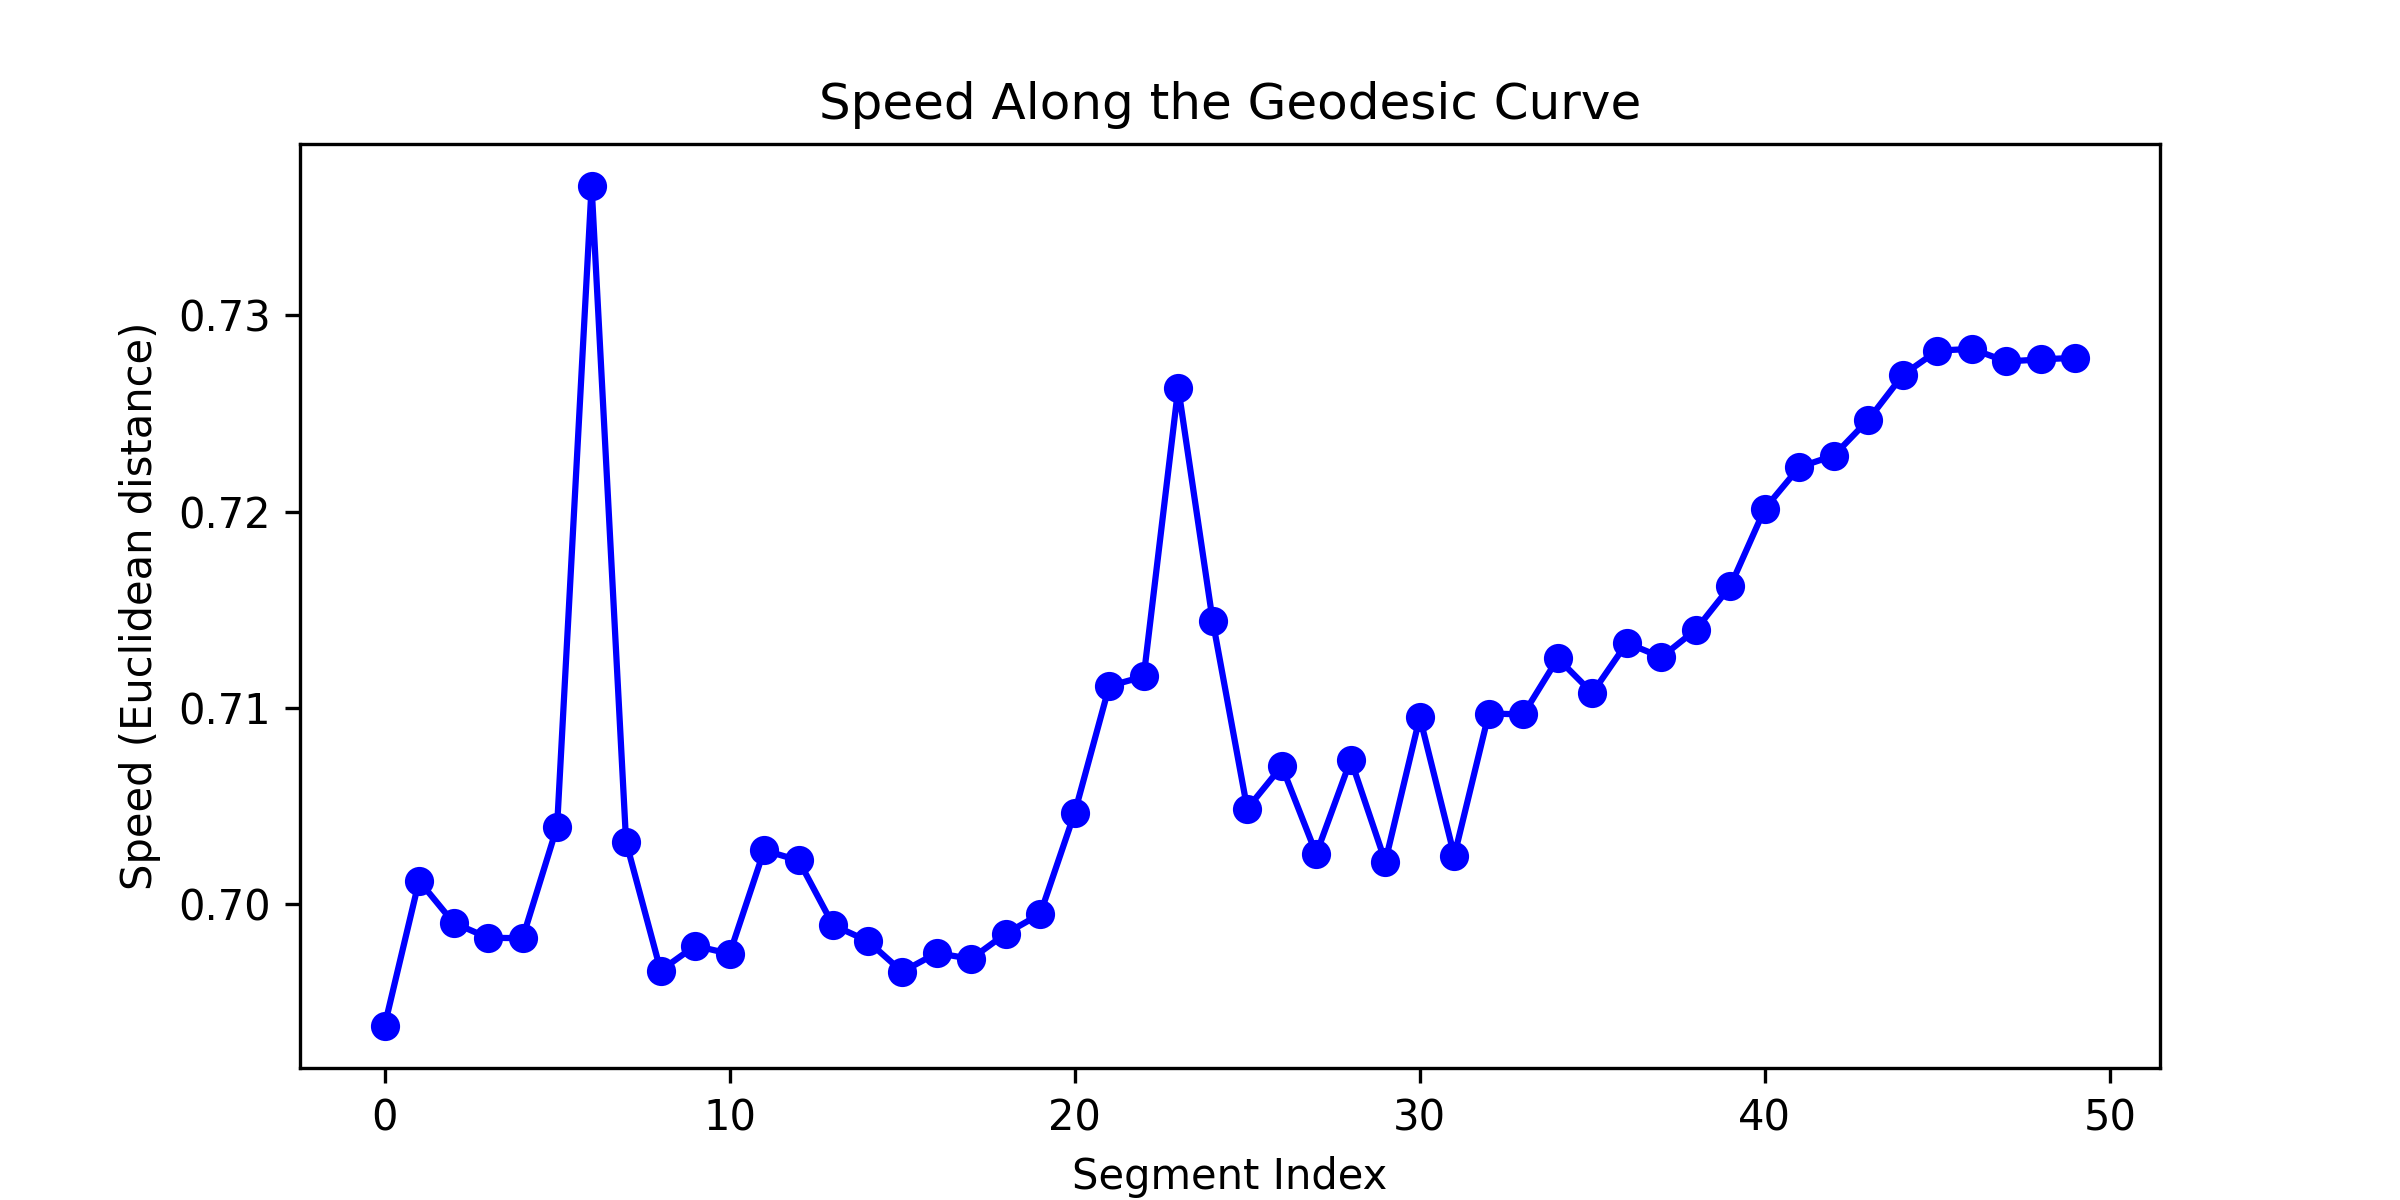 Speed Along the Geodesic Curve
Speed (Euclidean distance)
0.73
0.72
0.71
0.70
0 10 20 30 40 50
Segment Index